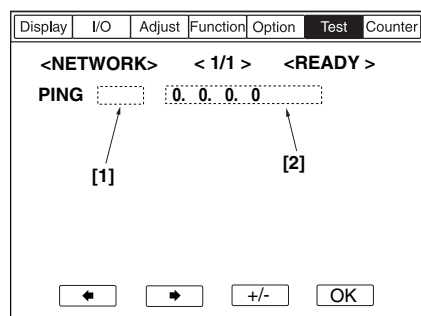 Display I/O Adjust Function Option Test Counter
<NETWORK> < 1/1 > <READY >
PING 0. 0. 0. 0
[1] [2]
+/- OK